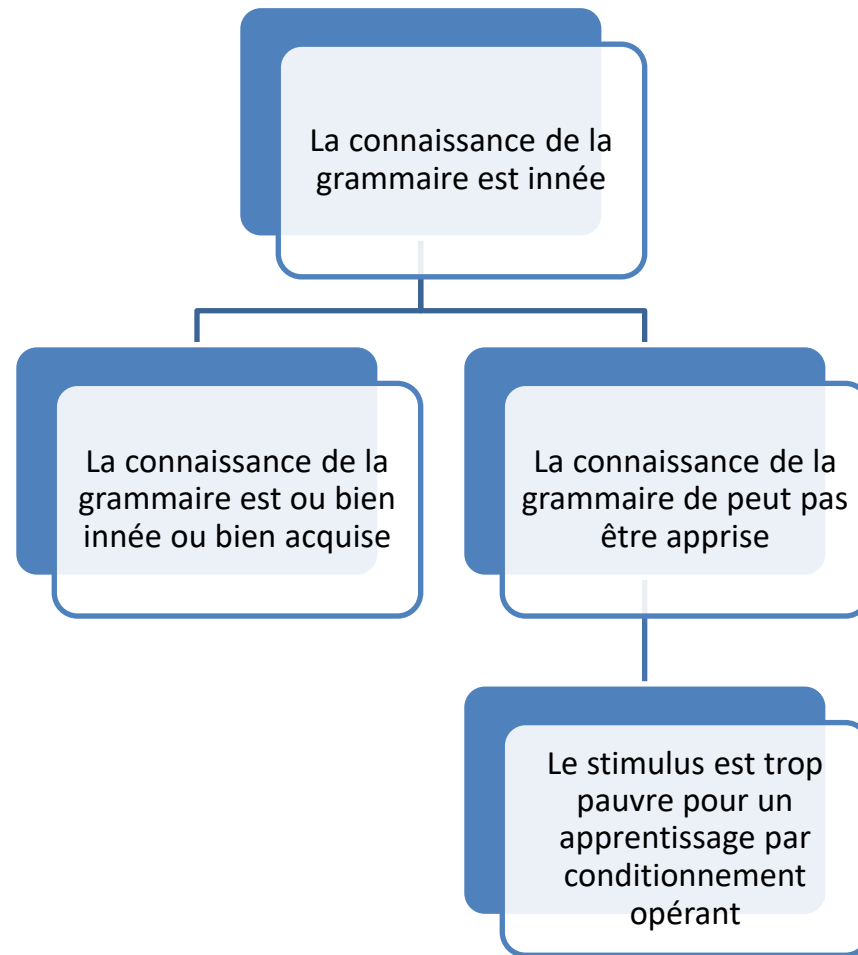 La connaissance de la
grammaire est innée
La connaissance de la
grammaire est ou bien
innée ou bien acquise
La connaissance de la
grammaire de peut pas
être apprise
Le stimulus est trop
pauvre pour un
apprentissage par
conditionnement
opérant